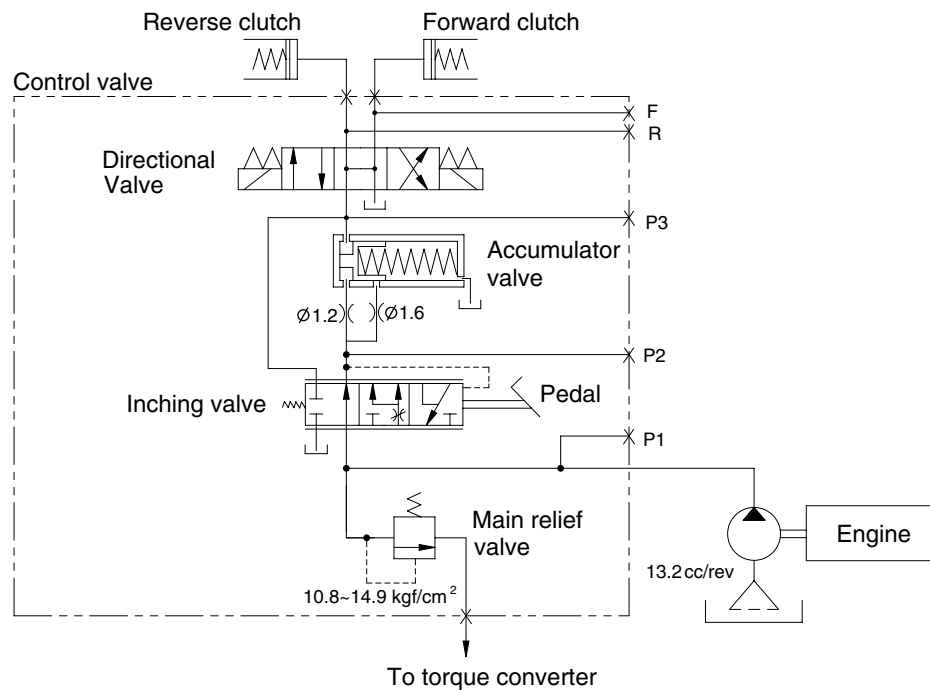 Reverse clutch
Forward clutch
Control valve
F
R
Directional
Valve
P3
Accumulator
valve
Ø1.2
Ø1.6
P2
Inching valve
Pedal
P1
Main relief
valve
Engine
13.2 cc/rev
10.8~14.9 kgf/cm²
To torque converter